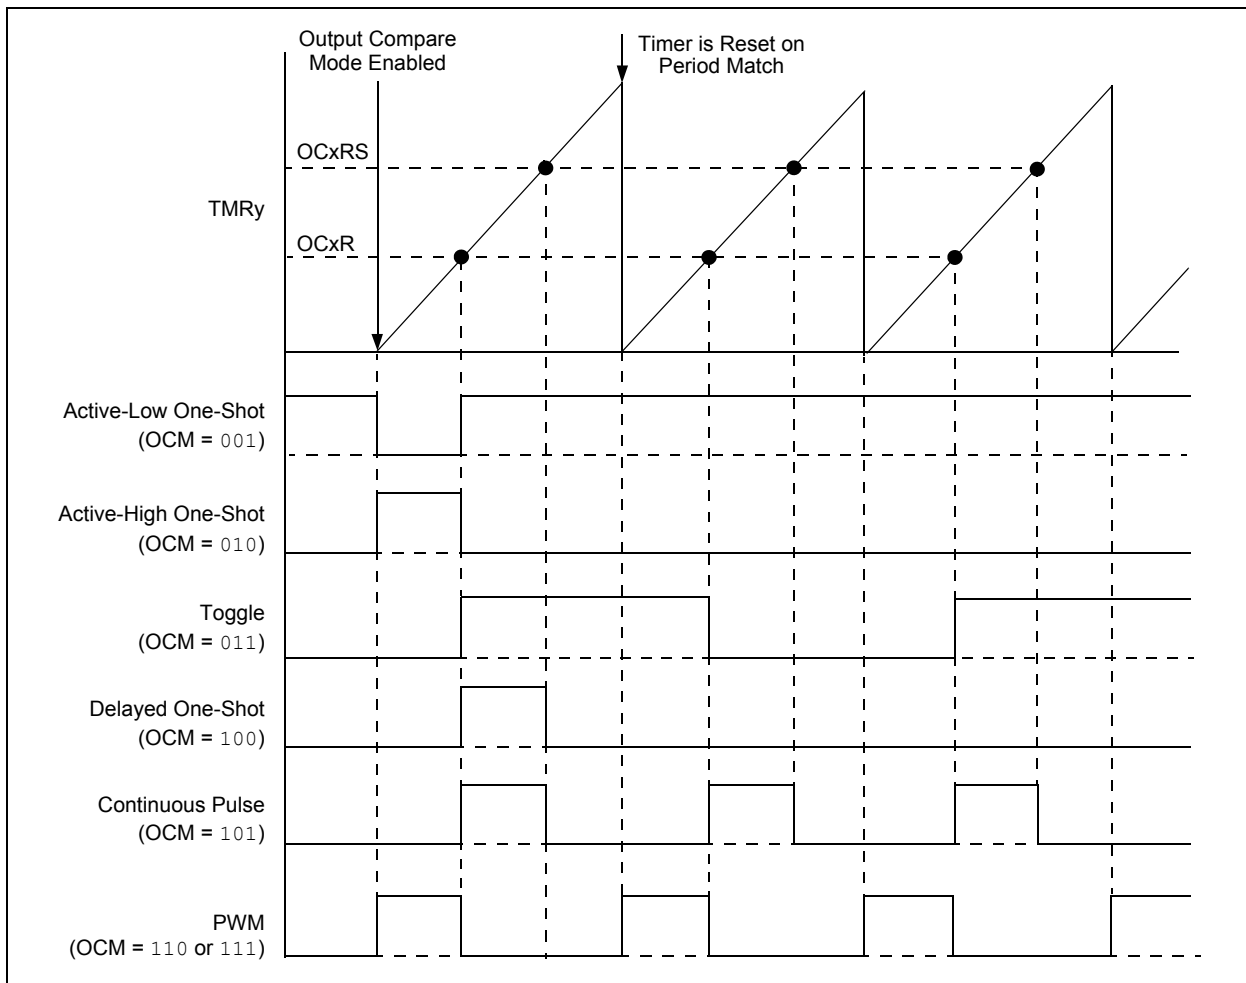 Output Compare
Mode Enabled
Timer is Reset on
Period Match
OCxRS
TMRy
OCxR
Active-Low One-Shot
(OCM = 001)
Active-High One-Shot
(OCM = 010)
Toggle
(OCM = 011)
Delayed One-Shot
(OCM = 100)
Continuous Pulse
(OCM = 101)
PWM
(OCM = 110 or 111)